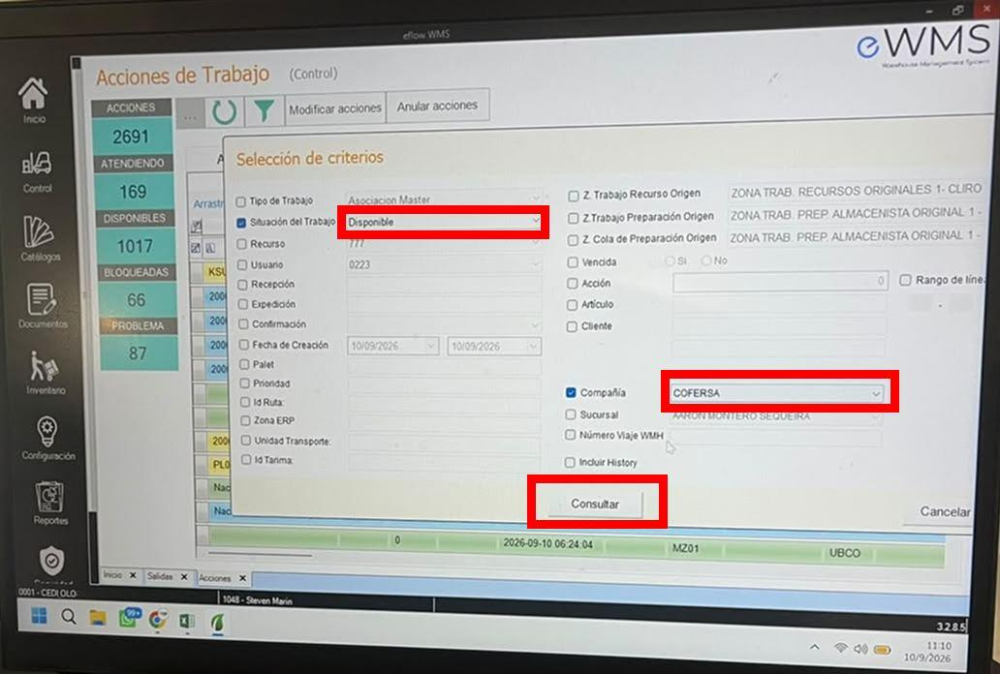 eflow WMS
eWMS
Warehouse Management System
Acciones de Trabajo (Control)
Inicio
Control
Catálogos
Documentos
Inventario
Configuración
Reportes
ACCIONES
2691
ATENDIENDO
169
DISPONIBLES
1017
BLOQUEADAS
66
PROBLEMA
87
... Modificar acciones Anular acciones
Selección de criterios
Arrastr
Tipo de Trabajo Asociacion Master
Situación del Trabajo Disponible
Recurso 777
Usuario 0223
Recepción
Expedición
Confirmación
Fecha de Creación 10/09/2026 10/09/2026
Palet
Prioridad
Id Ruta:
Zona ERP
Unidad Transporte:
Id Tarima:
Z. Trabajo Recurso Origen ZONA TRAB. RECURSOS ORIGINALES 1- CLIRO
Z.Trabajo Preparación Origen ZONA TRAB. PREP. ALMACENISTA ORIGINAL 1 -
Z. Cola de Preparación Origen ZONA TRAB. PREP. ALMACENISTA ORIGINAL 1 -
Vencida Si No
Acción 0 Rango de líne
Artículo -
Cliente
Compañía COFERSA
Sucursal AARON MONTERO SEQUEIRA
Número Viaje WMH
Incluir History
Consultar
Cancelar
KSU
200
200
200
200
200
PL0
Nac
Nac
0 2026-09-10 06:24:04 MZ01 UBCO
Inicio X Salidas X Acciones X
0001 - CEDI OLO 1048 - Steven Marin
3.2.8.5
99+
11:10
10/9/2026